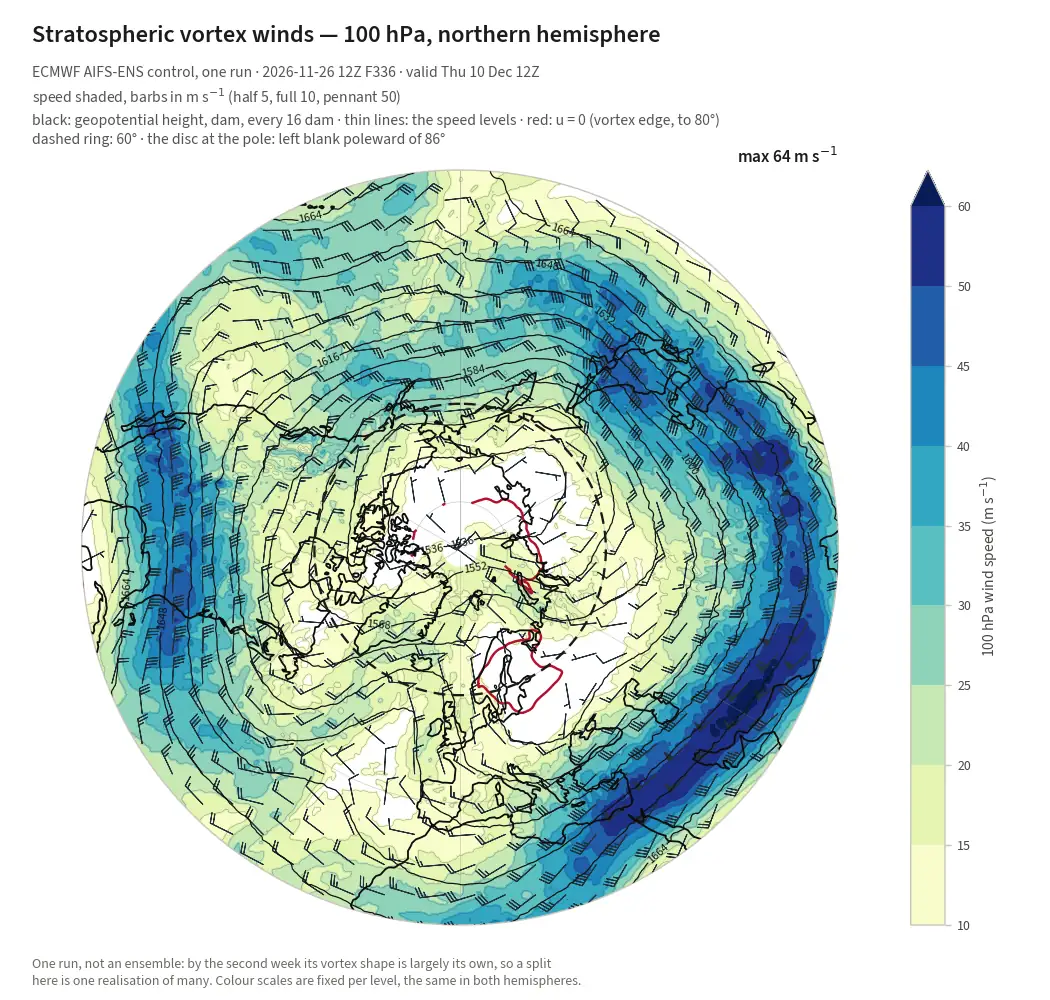 Stratospheric vortex winds — 100 hPa, northern hemisphere
ECMWF AIFS-ENS control, one run · 2026-11-26 12Z F336 · valid Thu 10 Dec 12Z
speed shaded, barbs in m s⁻¹ (half 5, full 10, pennant 50)
black: geopotential height, dam, every 16 dam · thin lines: the speed levels · red: u = 0 (vortex edge, to 80°)
dashed ring: 60° · the disc at the pole: left blank poleward of 86°
max 64 m s⁻¹
1664
1664
1648
1632
1616
1584
1600
1536
1536
1552
1568
1664
1648
1664
60
50
45
40
35
30
25
20
15
10
100 hPa wind speed (m s⁻¹)
One run, not an ensemble: by the second week its vortex shape is largely its own, so a split
here is one realisation of many. Colour scales are fixed per level, the same in both hemispheres.